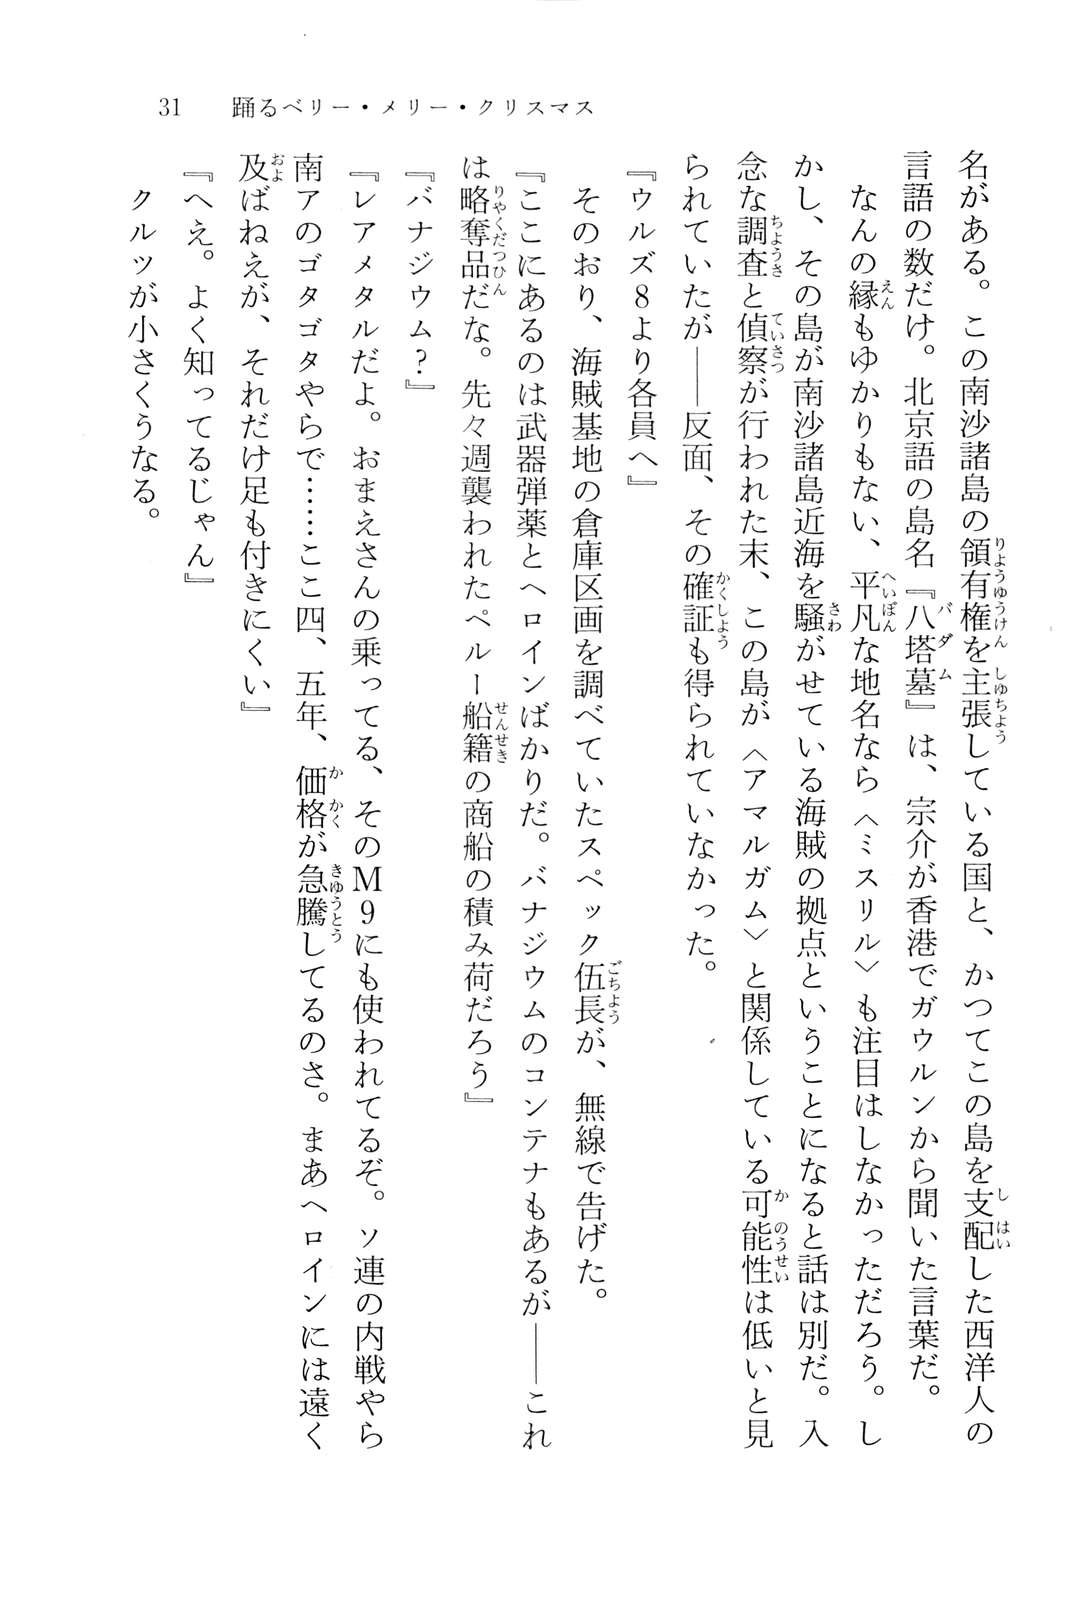 31　踊るベリー・メリー・クリスマス
名がある。この南沙諸島の領有権を主張している国と、かつてこの島を支配した西洋人の
言語の数だけ。北京語の島名『八塔墓』は、宗介が香港でガウルンから聞いた言葉だ。
　なんの縁もゆかりもない、平凡な地名なら〈ミスリル〉も注目はしなかっただろう。し
かし、その島が南沙諸島近海を騒がせている海賊の拠点ということになると話は別だ。入
念な調査と偵察が行われた末、この島が〈アマルガム〉と関係している可能性は低いと見
られていたが――反面、その確証も得られていなかった。
『ウルズ8より各員へ』
　そのおり、海賊基地の倉庫区画を調べていたスペック伍長が、無線で告げた。
『ここにあるのは武器弾薬とヘロインばかりだ。バナジウムのコンテナもあるが――これ
は略奪品だな。先々週襲われたペルー船籍の商船の積み荷だろう』
『バナジウム？』
『レアメタルだよ。おまえさんの乗ってる、そのM9にも使われてるぞ。ソ連の内戦やら
南アのゴタゴタやらで……ここ四、五年、価格が急騰してるのさ。まあヘロインには遠く
及ばねえが、それだけ足も付きにくい』
『へえ。よく知ってるじゃん』
　クルツが小さくうなる。